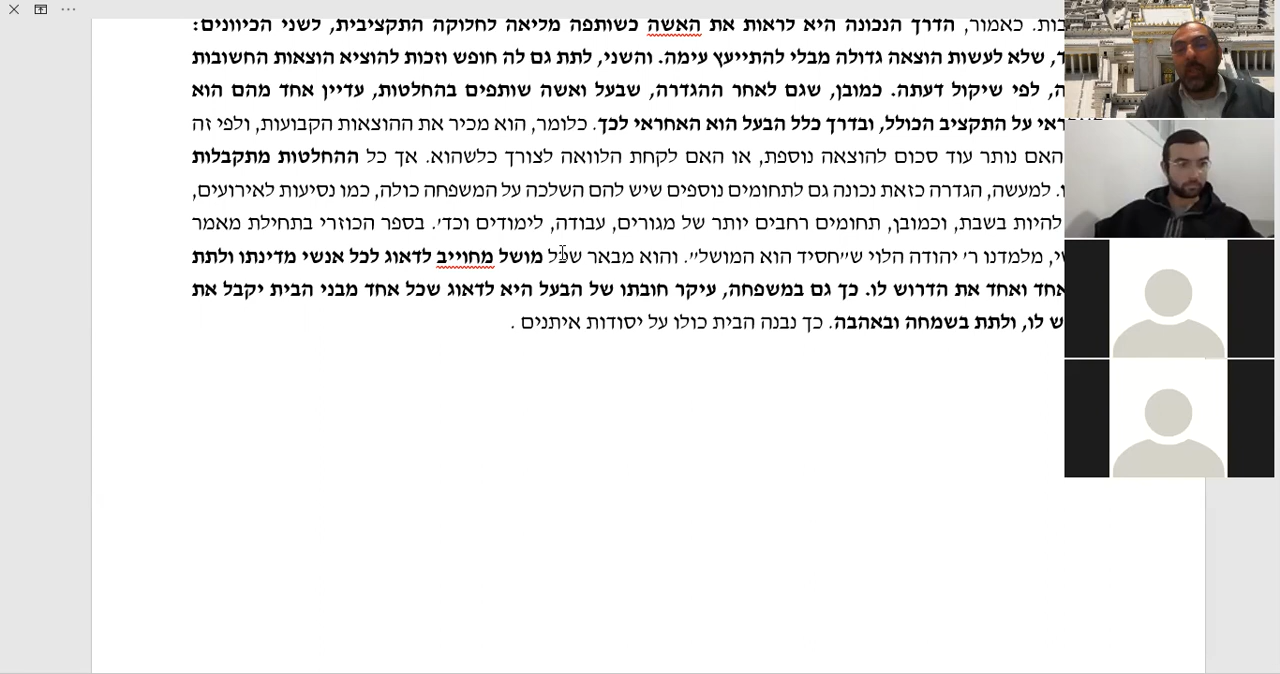 בות. כאמור, הדרך הנכונה היא לראות את האשה כשותפה מליאה לחלוקה התקציבית, לשני הכיוונים:
ד, שלא לעשות הוצאה גדולה מבלי להתייעץ עימה. והשני, לתת גם לה חופש וזכות להוציא הוצאות החשובות
ה, לפי שיקול דעתה. כמובן, שגם לאחר ההגדרה, שבעל ואשה שותפים בהחלטות, עדיין אחד מהם הוא
ראי על התקציב הכולל, ובדרך כלל הבעל הוא האחראי לכך. כלומר, הוא מכיר את ההוצאות הקבועות, ולפי זה
האם נותר עוד סכום להוצאה נוספת, או האם לקחת הלוואה לצורך כלשהוא. אך כל ההחלטות מתקבלות
ו. למעשה, הגדרה כזאת נכונה גם לתחומים נוספים שיש להם השלכה על המשפחה כולה, כמו נסיעות לאירועים,
להיות בשבת, וכמובן, תחומים רחבים יותר של מגורים, עבודה, לימודים וכד׳. בספר הכוזרי בתחילת מאמר
שי, מלמדנו ר׳ יהודה הלוי ש״חסיד הוא המושל״. והוא מבאר שכל מושל מחוייב לדאוג לכל אנשי מדינתו ולתת
אחד ואחד את הדרוש לו. כך גם במשפחה, עיקר חובתו של הבעל היא לדאוג שכל אחד מבני הבית יקבל את
ש לו, ולתת בשמחה ובאהבה. כך נבנה הבית כולו על יסודות איתנים .